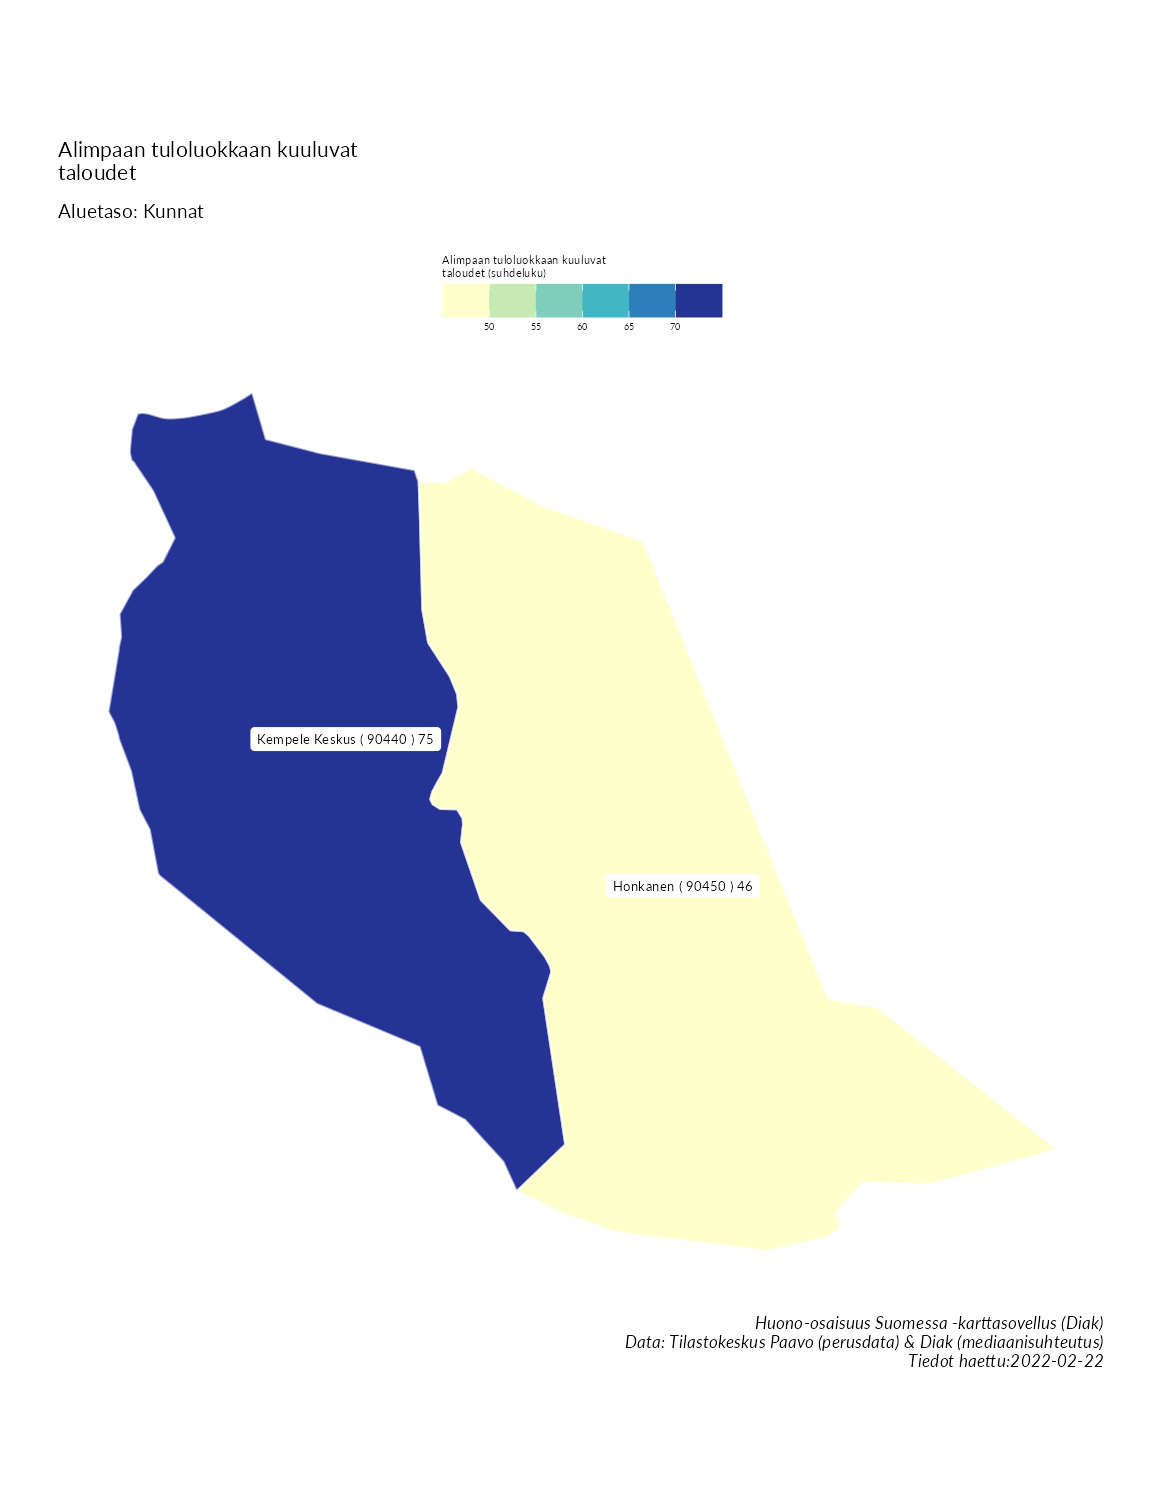 Alimpaan tuloluokkaan kuuluvat
taloudet
Aluetaso: Kunnat
Alimpaan tuloluokkaan kuuluvat
taloudet (suhdeluku)
50 55 60 65 70
Kempele Keskus ( 90440 ) 75
Honkanen ( 90450 ) 46
Huono-osaisuus Suomessa -karttasovellus (Diak)
Data: Tilastokeskus Paavo (perusdata) & Diak (mediaanisuhteutus)
Tiedot haettu:2022-02-22